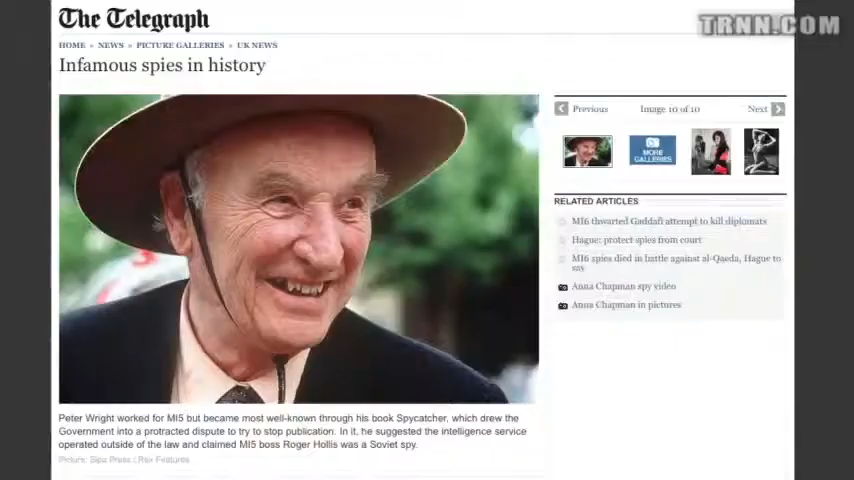 The Telegraph
TRNN.COM
HOME » NEWS » PICTURE GALLERIES » UK NEWS
Infamous spies in history
Previous Image 10 of 10 Next
MORE
GALLERIES
RELATED ARTICLES
MI6 thwarted Gaddafi attempt to kill diplomats
Hague: protect spies from court
MI6 spies died in battle against al-Qaeda, Hague to
say
Anna Chapman spy video
Anna Chapman in pictures
Peter Wright worked for MI5 but became most well-known through his book Spycatcher, which drew the
Government into a protracted dispute to try to stop publication. In it, he suggested the intelligence service
operated outside of the law and claimed MI5 boss Roger Hollis was a Soviet spy.
Picture: Sipa Press / Rex Features